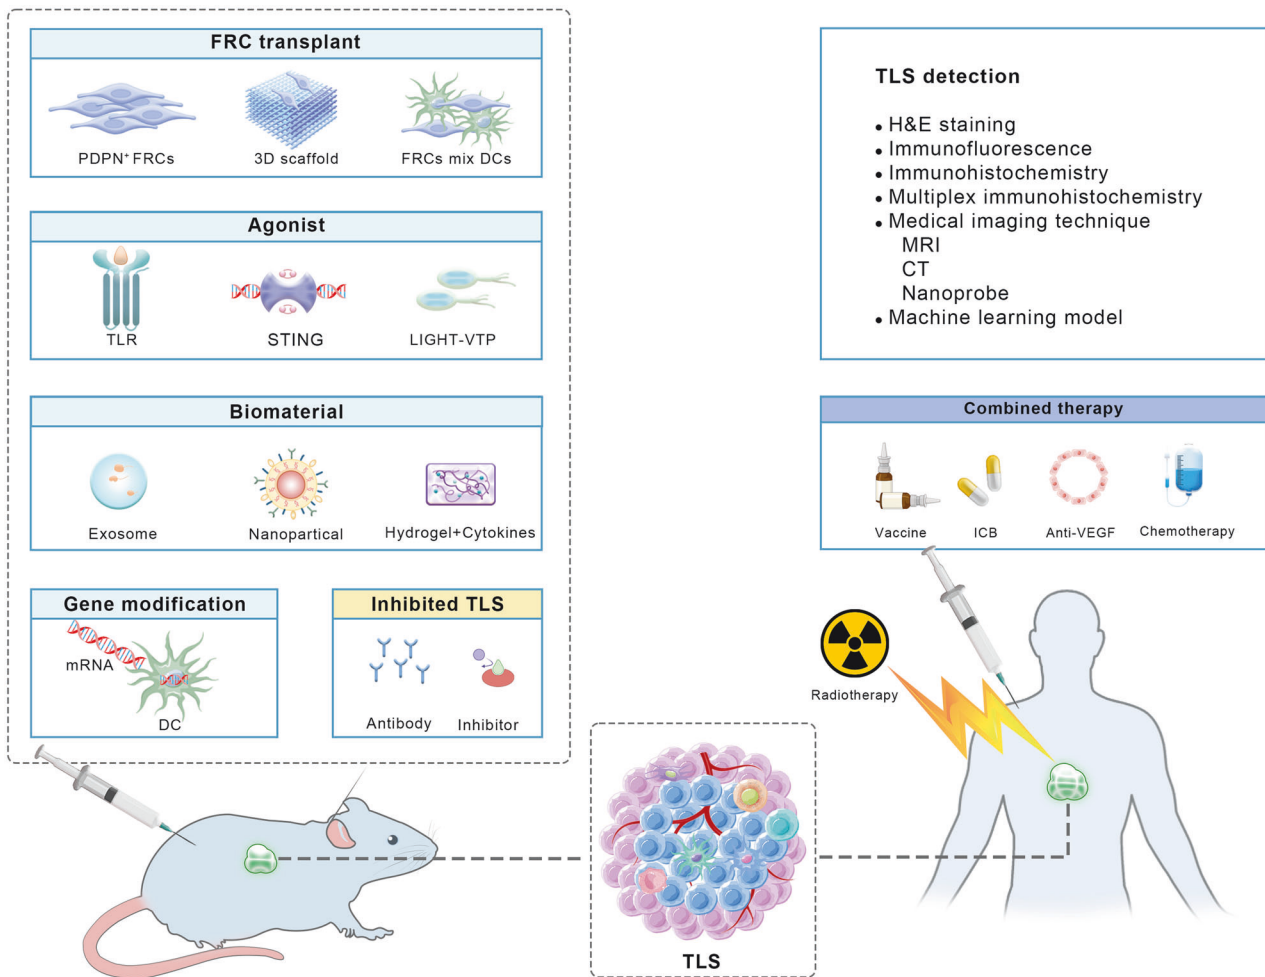 FRC transplant
PDPN⁺ FRCs
3D scaffold
FRCs mix DCs
Agonist
TLR
STING
LIGHT-VTP
Biomaterial
Exosome
Nanopartical
Hydrogel+Cytokines
Gene modification
mRNA
DC
Inhibited TLS
Antibody
Inhibitor
TLS detection
• H&E staining
• Immunofluorescence
• Immunohistochemistry
• Multiplex immunohistochemistry
• Medical imaging technique
MRI
CT
Nanoprobe
• Machine learning model
Combined therapy
Vaccine
ICB
Anti-VEGF
Chemotherapy
Radiotherapy
TLS